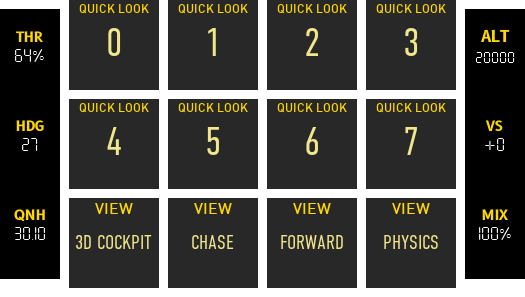 THR
64%
HDG
27
QNH
30.10
QUICK LOOK
0
QUICK LOOK
1
QUICK LOOK
2
QUICK LOOK
3
QUICK LOOK
4
QUICK LOOK
5
QUICK LOOK
6
QUICK LOOK
7
VIEW
3D COCKPIT
VIEW
CHASE
VIEW
FORWARD
VIEW
PHYSICS
ALT
20000
VS
+0
MIX
100%